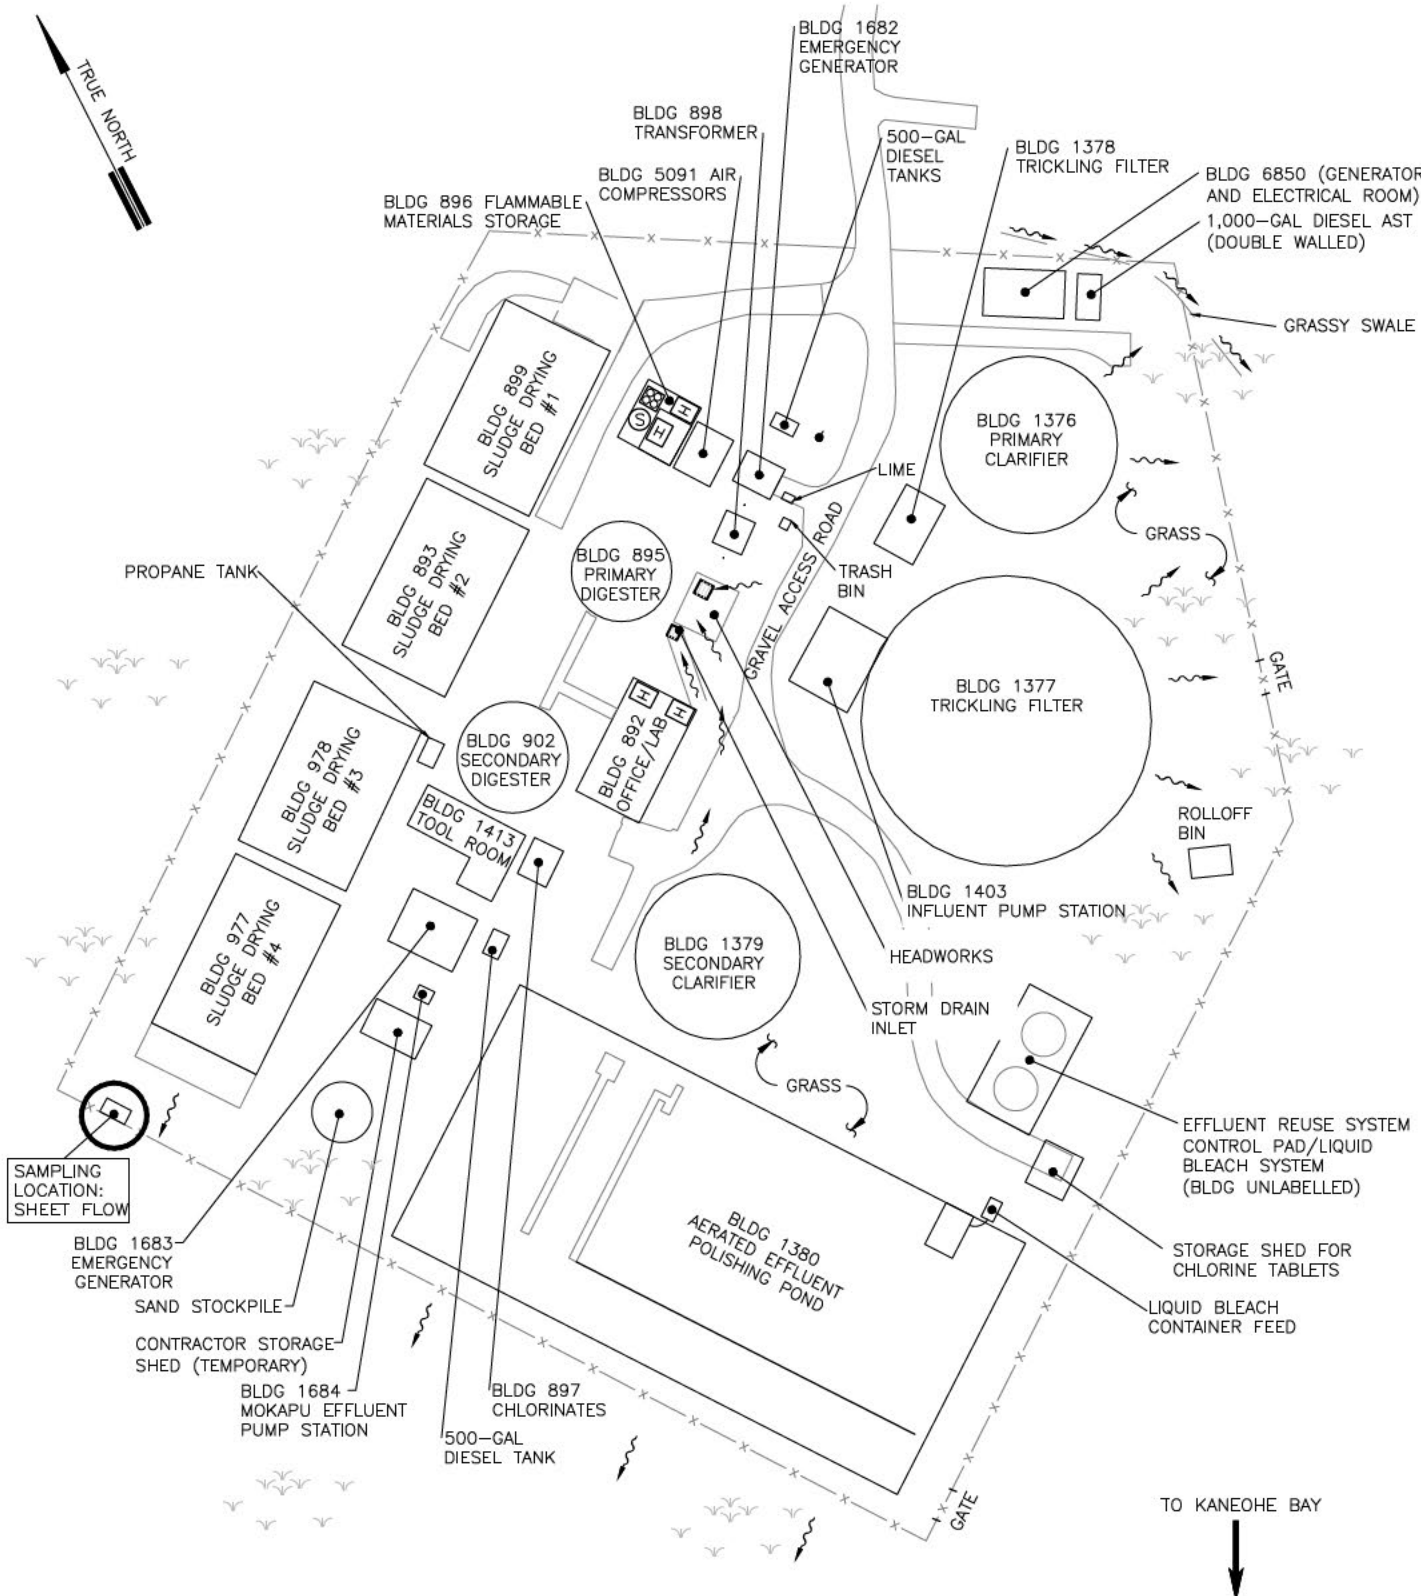 TRUE NORTH
BLDG 1682
EMERGENCY
GENERATOR
BLDG 898
TRANSFORMER
500-GAL
DIESEL
TANKS
BLDG 1378
TRICKLING FILTER
BLDG 6850 (GENERATOR
AND ELECTRICAL ROOM)
BLDG 5091 AIR
COMPRESSORS
BLDG 896 FLAMMABLE
MATERIALS STORAGE
1,000-GAL DIESEL AST
(DOUBLE WALLED)
GRASSY SWALE
BLDG 899
SLUDGE DRYING
BED #1
S
H
H
BLDG 1376
PRIMARY
CLARIFIER
LIME
GRASS
BLDG 893
SLUDGE DRYING
BED #2
BLDG 895
PRIMARY
DIGESTER
TRASH
BIN
GRAVEL ACCESS ROAD
PROPANE TANK
GATE
BLDG 1377
TRICKLING FILTER
H
H
BLDG 892
OFFICE/LAB
BLDG 978
SLUDGE DRYING
BED #3
BLDG 902
SECONDARY
DIGESTER
BLDG 1413
TOOL ROOM
ROLLOFF
BIN
BLDG 1403
INFLUENT PUMP STATION
BLDG 977
SLUDGE DRYING
BED #4
BLDG 1379
SECONDARY
CLARIFIER
HEADWORKS
STORM DRAIN
INLET
GRASS
EFFLUENT REUSE SYSTEM
CONTROL PAD/LIQUID
BLEACH SYSTEM
(BLDG UNLABELLED)
SAMPLING
LOCATION:
SHEET FLOW
BLDG 1380
AERATED EFFLUENT
POLISHING POND
STORAGE SHED FOR
CHLORINE TABLETS
BLDG 1683
EMERGENCY
GENERATOR
SAND STOCKPILE
LIQUID BLEACH
CONTAINER FEED
CONTRACTOR STORAGE
SHED (TEMPORARY)
BLDG 1684
MOKAPU EFFLUENT
PUMP STATION
BLDG 897
CHLORINATES
500-GAL
DIESEL TANK
GATE
TO KANEOHE BAY